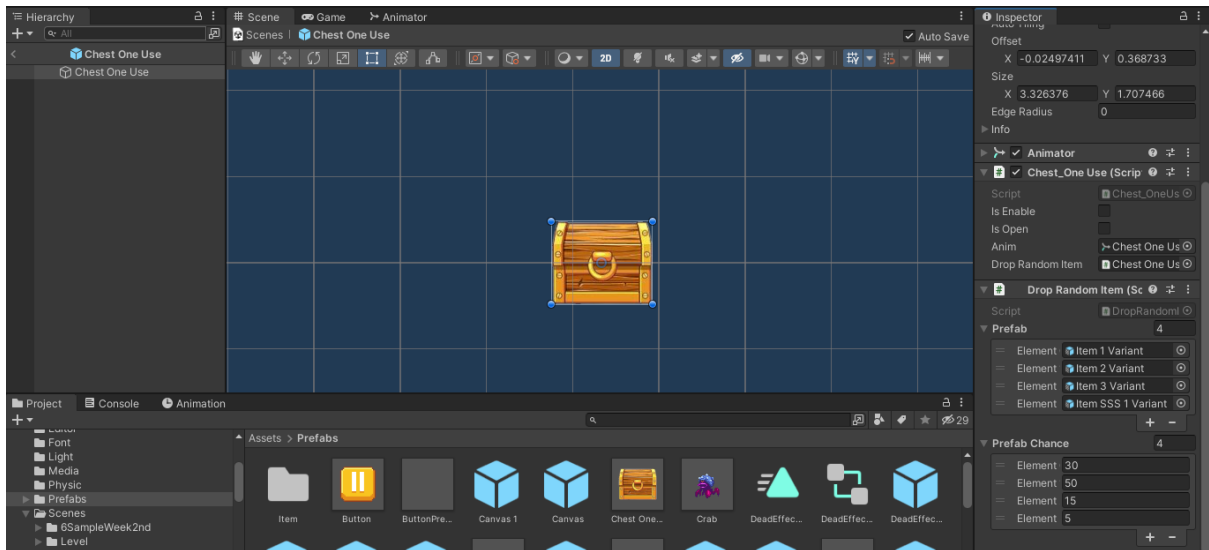 Hierarchy
All
Chest One Use
Chest One Use
Scene Game Animator
Scenes | Chest One Use Auto Save
2D
Inspector
Offset
X -0.02497411 Y 0.368733
Size
X 3.326376 Y 1.707466
Edge Radius 0
Info
Animator
Chest_One Use (Scrip
Script Chest_OneUs
Is Enable
Is Open
Anim Chest One Us
Drop Random Item Chest One Us
Drop Random Item (Sc
Script DropRandomI
Prefab 4
Element Item 1 Variant
Element Item 2 Variant
Element Item 3 Variant
Element Item SSS 1 Variant
+ -
Prefab Chance 4
Element 30
Element 50
Element 15
Element 5
+ -
Project Console Animation
29
Font
Light
Media
Physic
Prefabs
Scenes
6SampleWeek2nd
Level
Assets > Prefabs
Item Button ButtonPre... Canvas 1 Canvas Chest One... Crab DeadEffec... DeadEffec... DeadEffec...